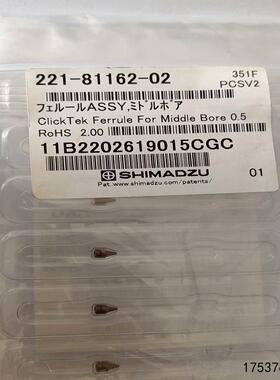 221-81162-02
351F
PCSV2
フェルールASSY,ミドルボア
ClickTek Ferrule For Middle Bore 0.5
RoHS 2.00
11B2202619015CGC
SHIMADZU
01
Pat.www.shimadzu.com/patents/
17537